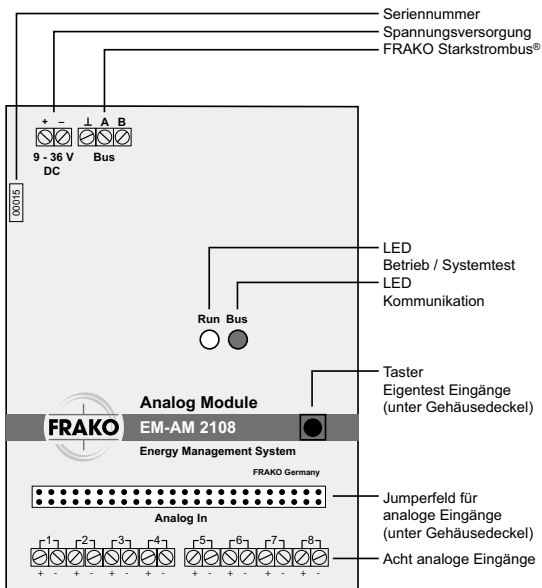 Seriennummer
Spannungsversorgung
FRAKO Starkstrombus®
+ – ⊥ A B
9 - 36 V Bus
DC
00015
LED
Betrieb / Systemtest
LED
Kommunikation
Run Bus
Taster
Eigentest Eingänge
(unter Gehäusedeckel)
Analog Module
FRAKO EM-AM 2108
Energy Management System
FRAKO Germany
Jumperfeld für
analoge Eingänge
(unter Gehäusedeckel)
Analog In
1 2 3 4 5 6 7 8
Acht analoge Eingänge
+ - + - + - + - + - + - + - + -